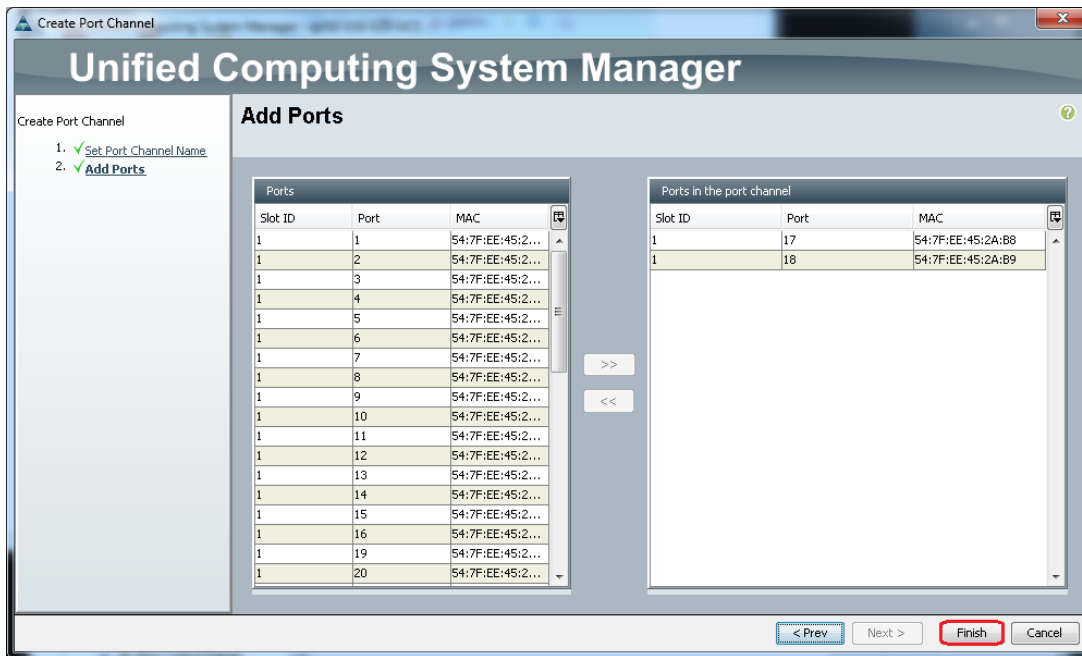 Create Port Channel
Unified Computing System Manager
Create Port Channel
1. Set Port Channel Name
2. Add Ports
Add Ports
Ports
Slot ID Port MAC
1 1 54:7F:EE:45:2...
1 2 54:7F:EE:45:2...
1 3 54:7F:EE:45:2...
1 4 54:7F:EE:45:2...
1 5 54:7F:EE:45:2...
1 6 54:7F:EE:45:2...
1 7 54:7F:EE:45:2...
1 8 54:7F:EE:45:2...
1 9 54:7F:EE:45:2...
1 10 54:7F:EE:45:2...
1 11 54:7F:EE:45:2...
1 12 54:7F:EE:45:2...
1 13 54:7F:EE:45:2...
1 14 54:7F:EE:45:2...
1 15 54:7F:EE:45:2...
1 16 54:7F:EE:45:2...
1 19 54:7F:EE:45:2...
1 20 54:7F:EE:45:2...
>>
<<
Ports in the port channel
Slot ID Port MAC
1 17 54:7F:EE:45:2A:B8
1 18 54:7F:EE:45:2A:B9
< Prev Next > Finish Cancel